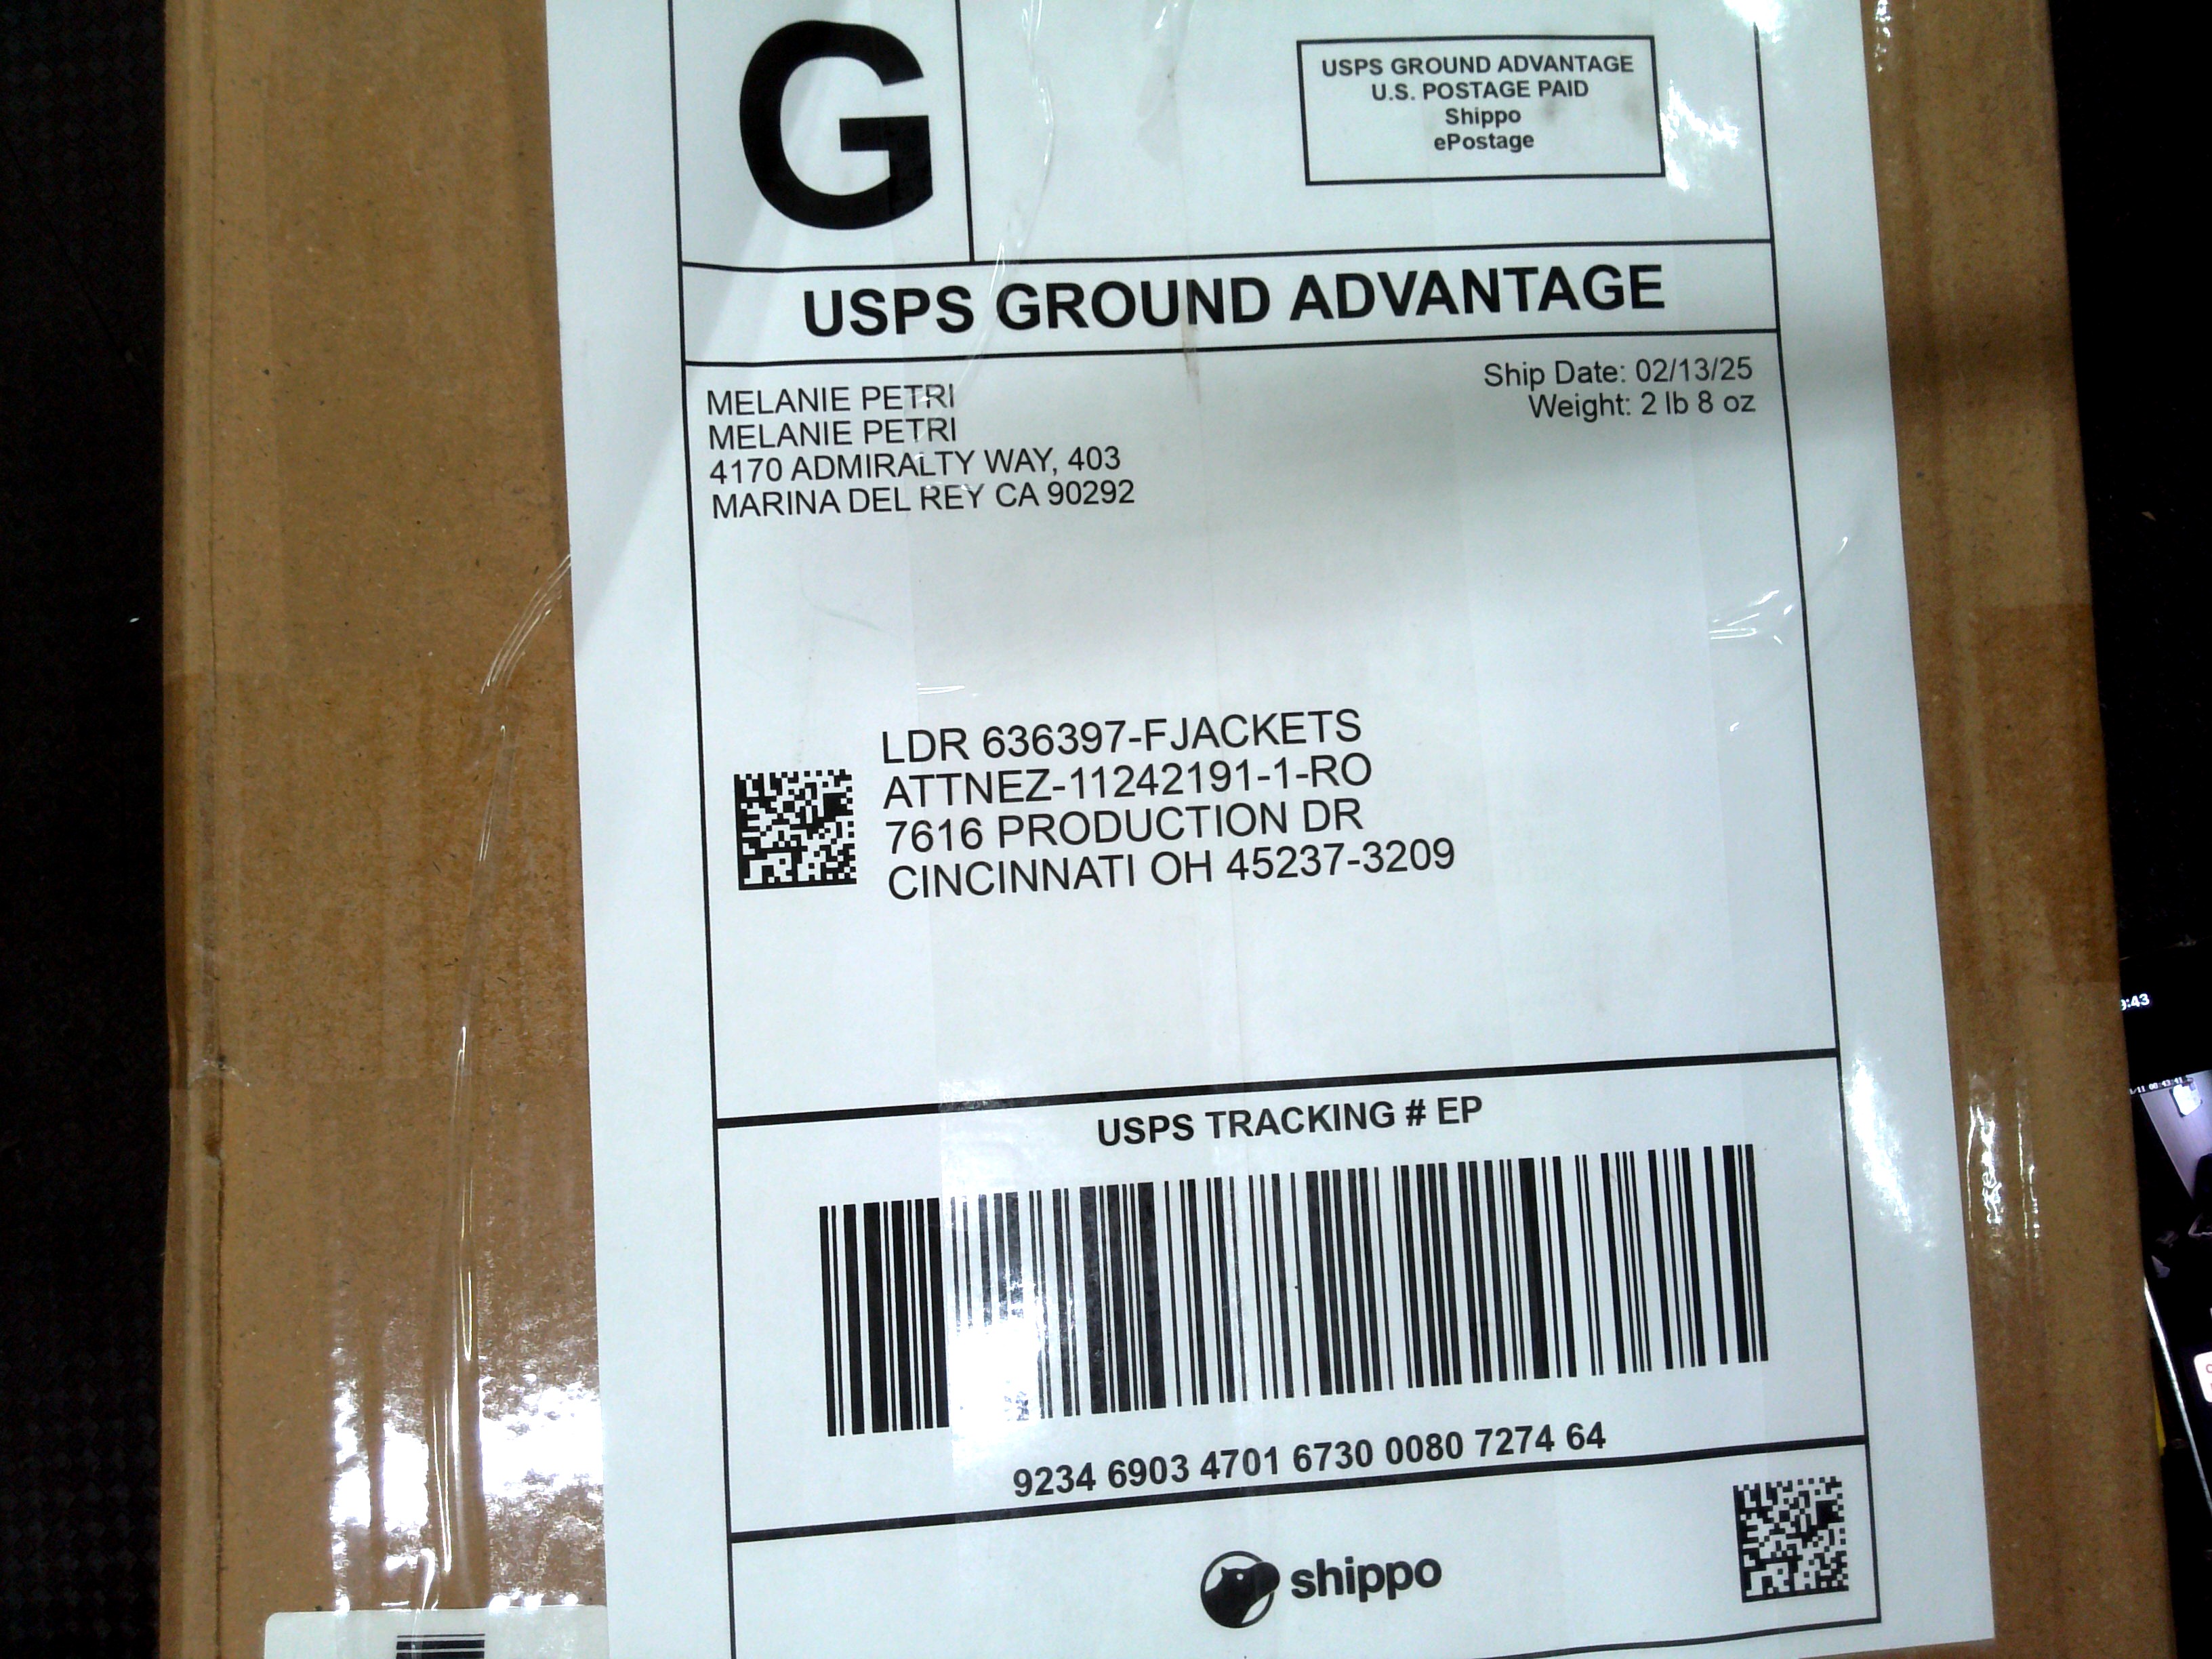 G
USPS GROUND ADVANTAGE
U.S. POSTAGE PAID
Shippo
ePostage
USPS GROUND ADVANTAGE
MELANIE PETRI
MELANIE PETRI
4170 ADMIRALTY WAY, 403
MARINA DEL REY CA 90292
Ship Date: 02/13/25
Weight: 2 lb 8 oz
LDR 636397-FJACKETS
ATTNEZ-11242191-1-RO
7616 PRODUCTION DR
CINCINNATI OH 45237-3209
USPS TRACKING # EP
9234 6903 4701 6730 0080 7274 64
shippo